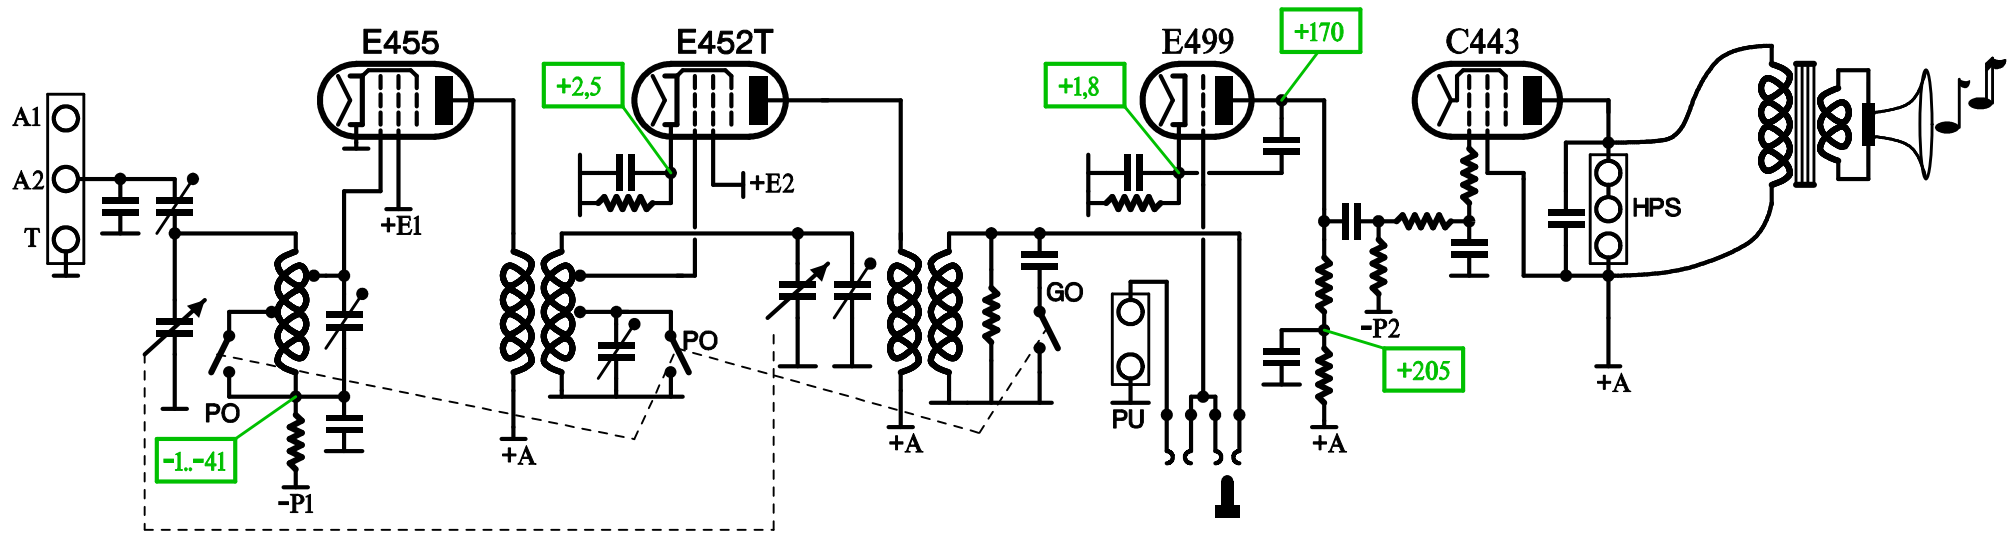 E455
E452T
E499
C443
+170
+2,5
+1,8
A1
A2
T
+E1
+E2
HPS
GO
PO
PO
-P2
+205
PU
PO
+A
+A
+A
+A
-1..-41
-P1